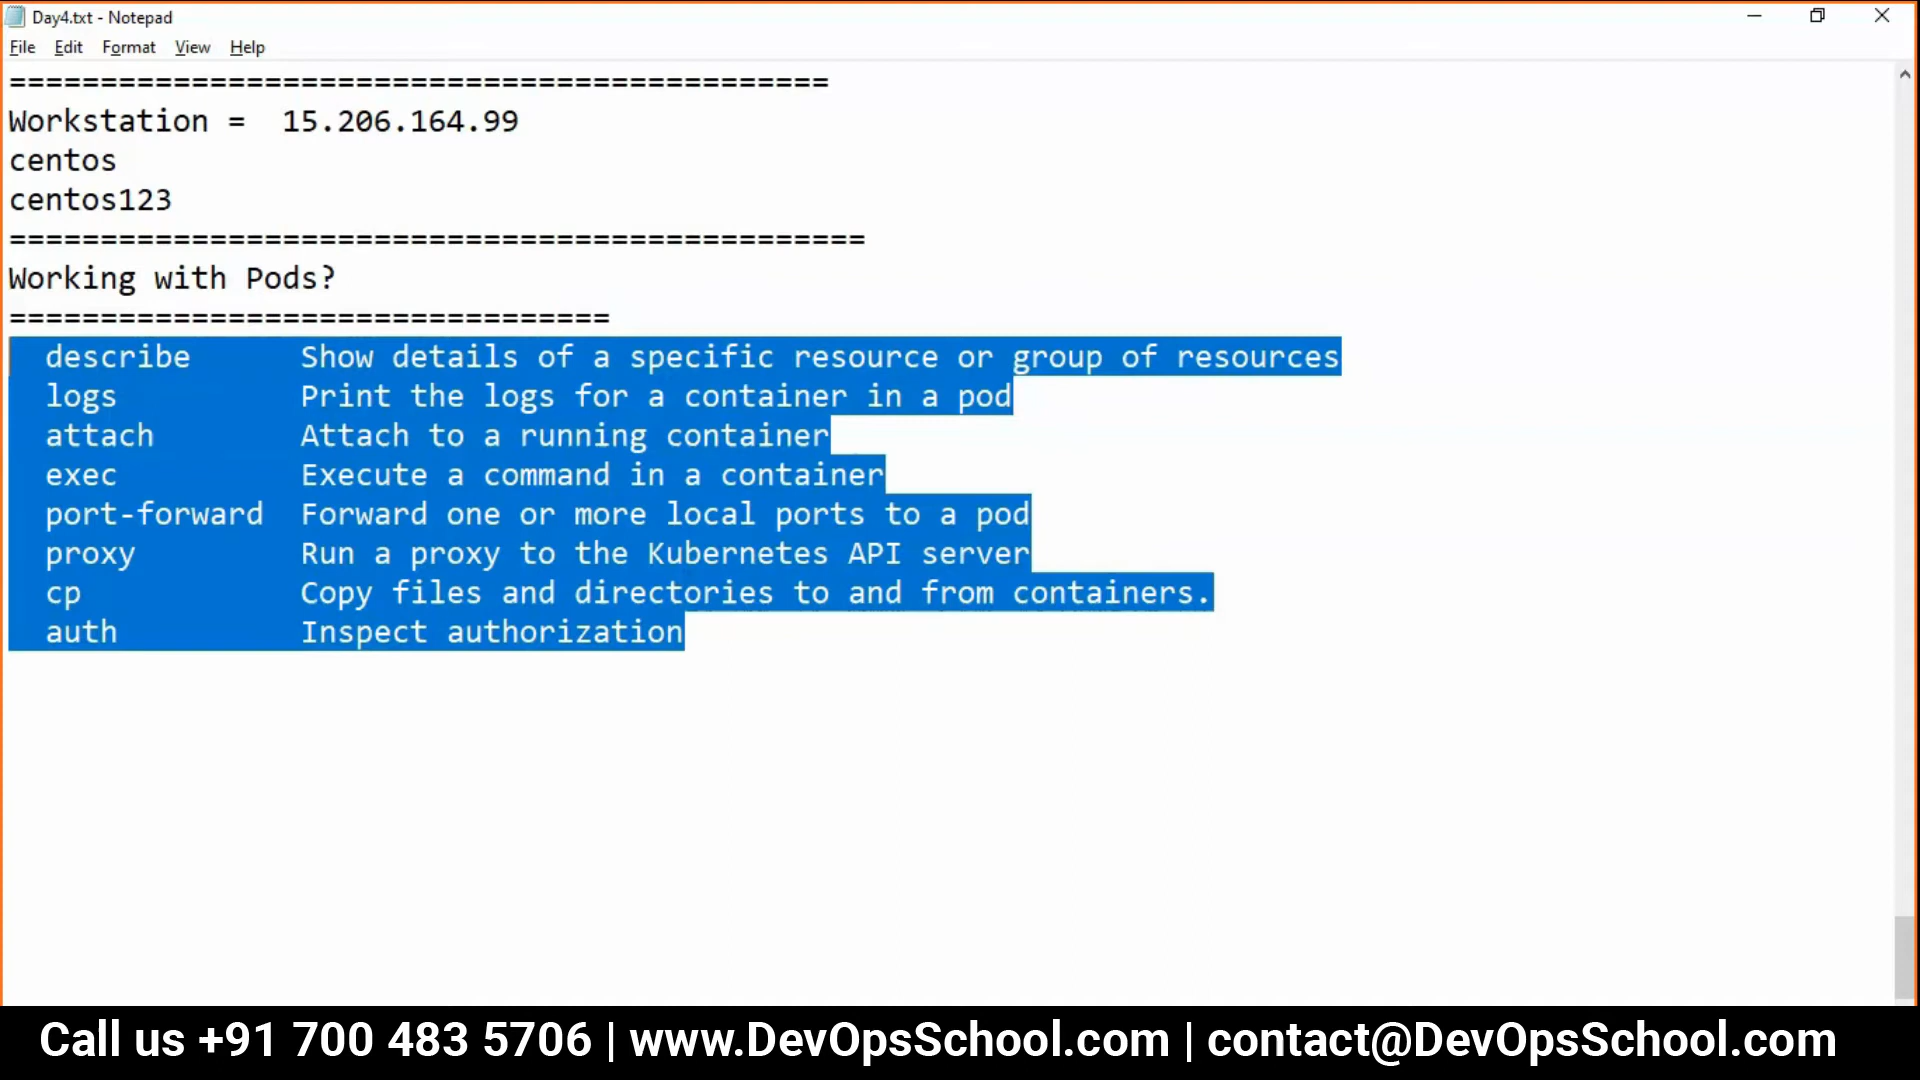 Day4.txt - Notepad
File Edit Format View Help
=============================================
Workstation =  15.206.164.99
centos
centos123
===============================================
Working with Pods?
=================================
  describe      Show details of a specific resource or group of resources
  logs          Print the logs for a container in a pod
  attach        Attach to a running container
  exec          Execute a command in a container
  port-forward  Forward one or more local ports to a pod
  proxy         Run a proxy to the Kubernetes API server
  cp            Copy files and directories to and from containers.
  auth          Inspect authorization
Call us +91 700 483 5706 | www.DevOpsSchool.com | contact@DevOpsSchool.com